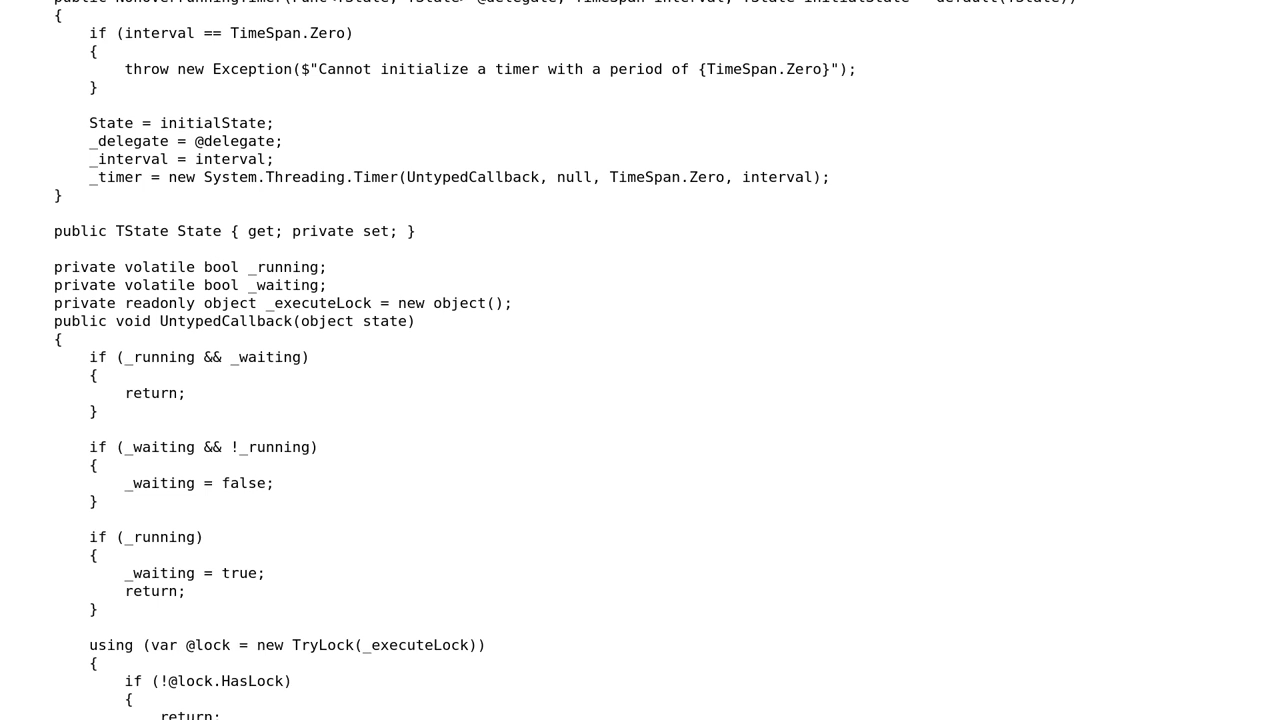 {
    if (interval == TimeSpan.Zero)
    {
        throw new Exception($"Cannot initialize a timer with a period of {TimeSpan.Zero}");
    }

    State = initialState;
    _delegate = @delegate;
    _interval = interval;
    _timer = new System.Threading.Timer(UntypedCallback, null, TimeSpan.Zero, interval);
}

public TState State { get; private set; }

private volatile bool _running;
private volatile bool _waiting;
private readonly object _executeLock = new object();
public void UntypedCallback(object state)
{
    if (_running && _waiting)
    {
        return;
    }

    if (_waiting && !_running)
    {
        _waiting = false;
    }

    if (_running)
    {
        _waiting = true;
        return;
    }

    using (var @lock = new TryLock(_executeLock))
    {
        if (!@lock.HasLock)
        {
            return;